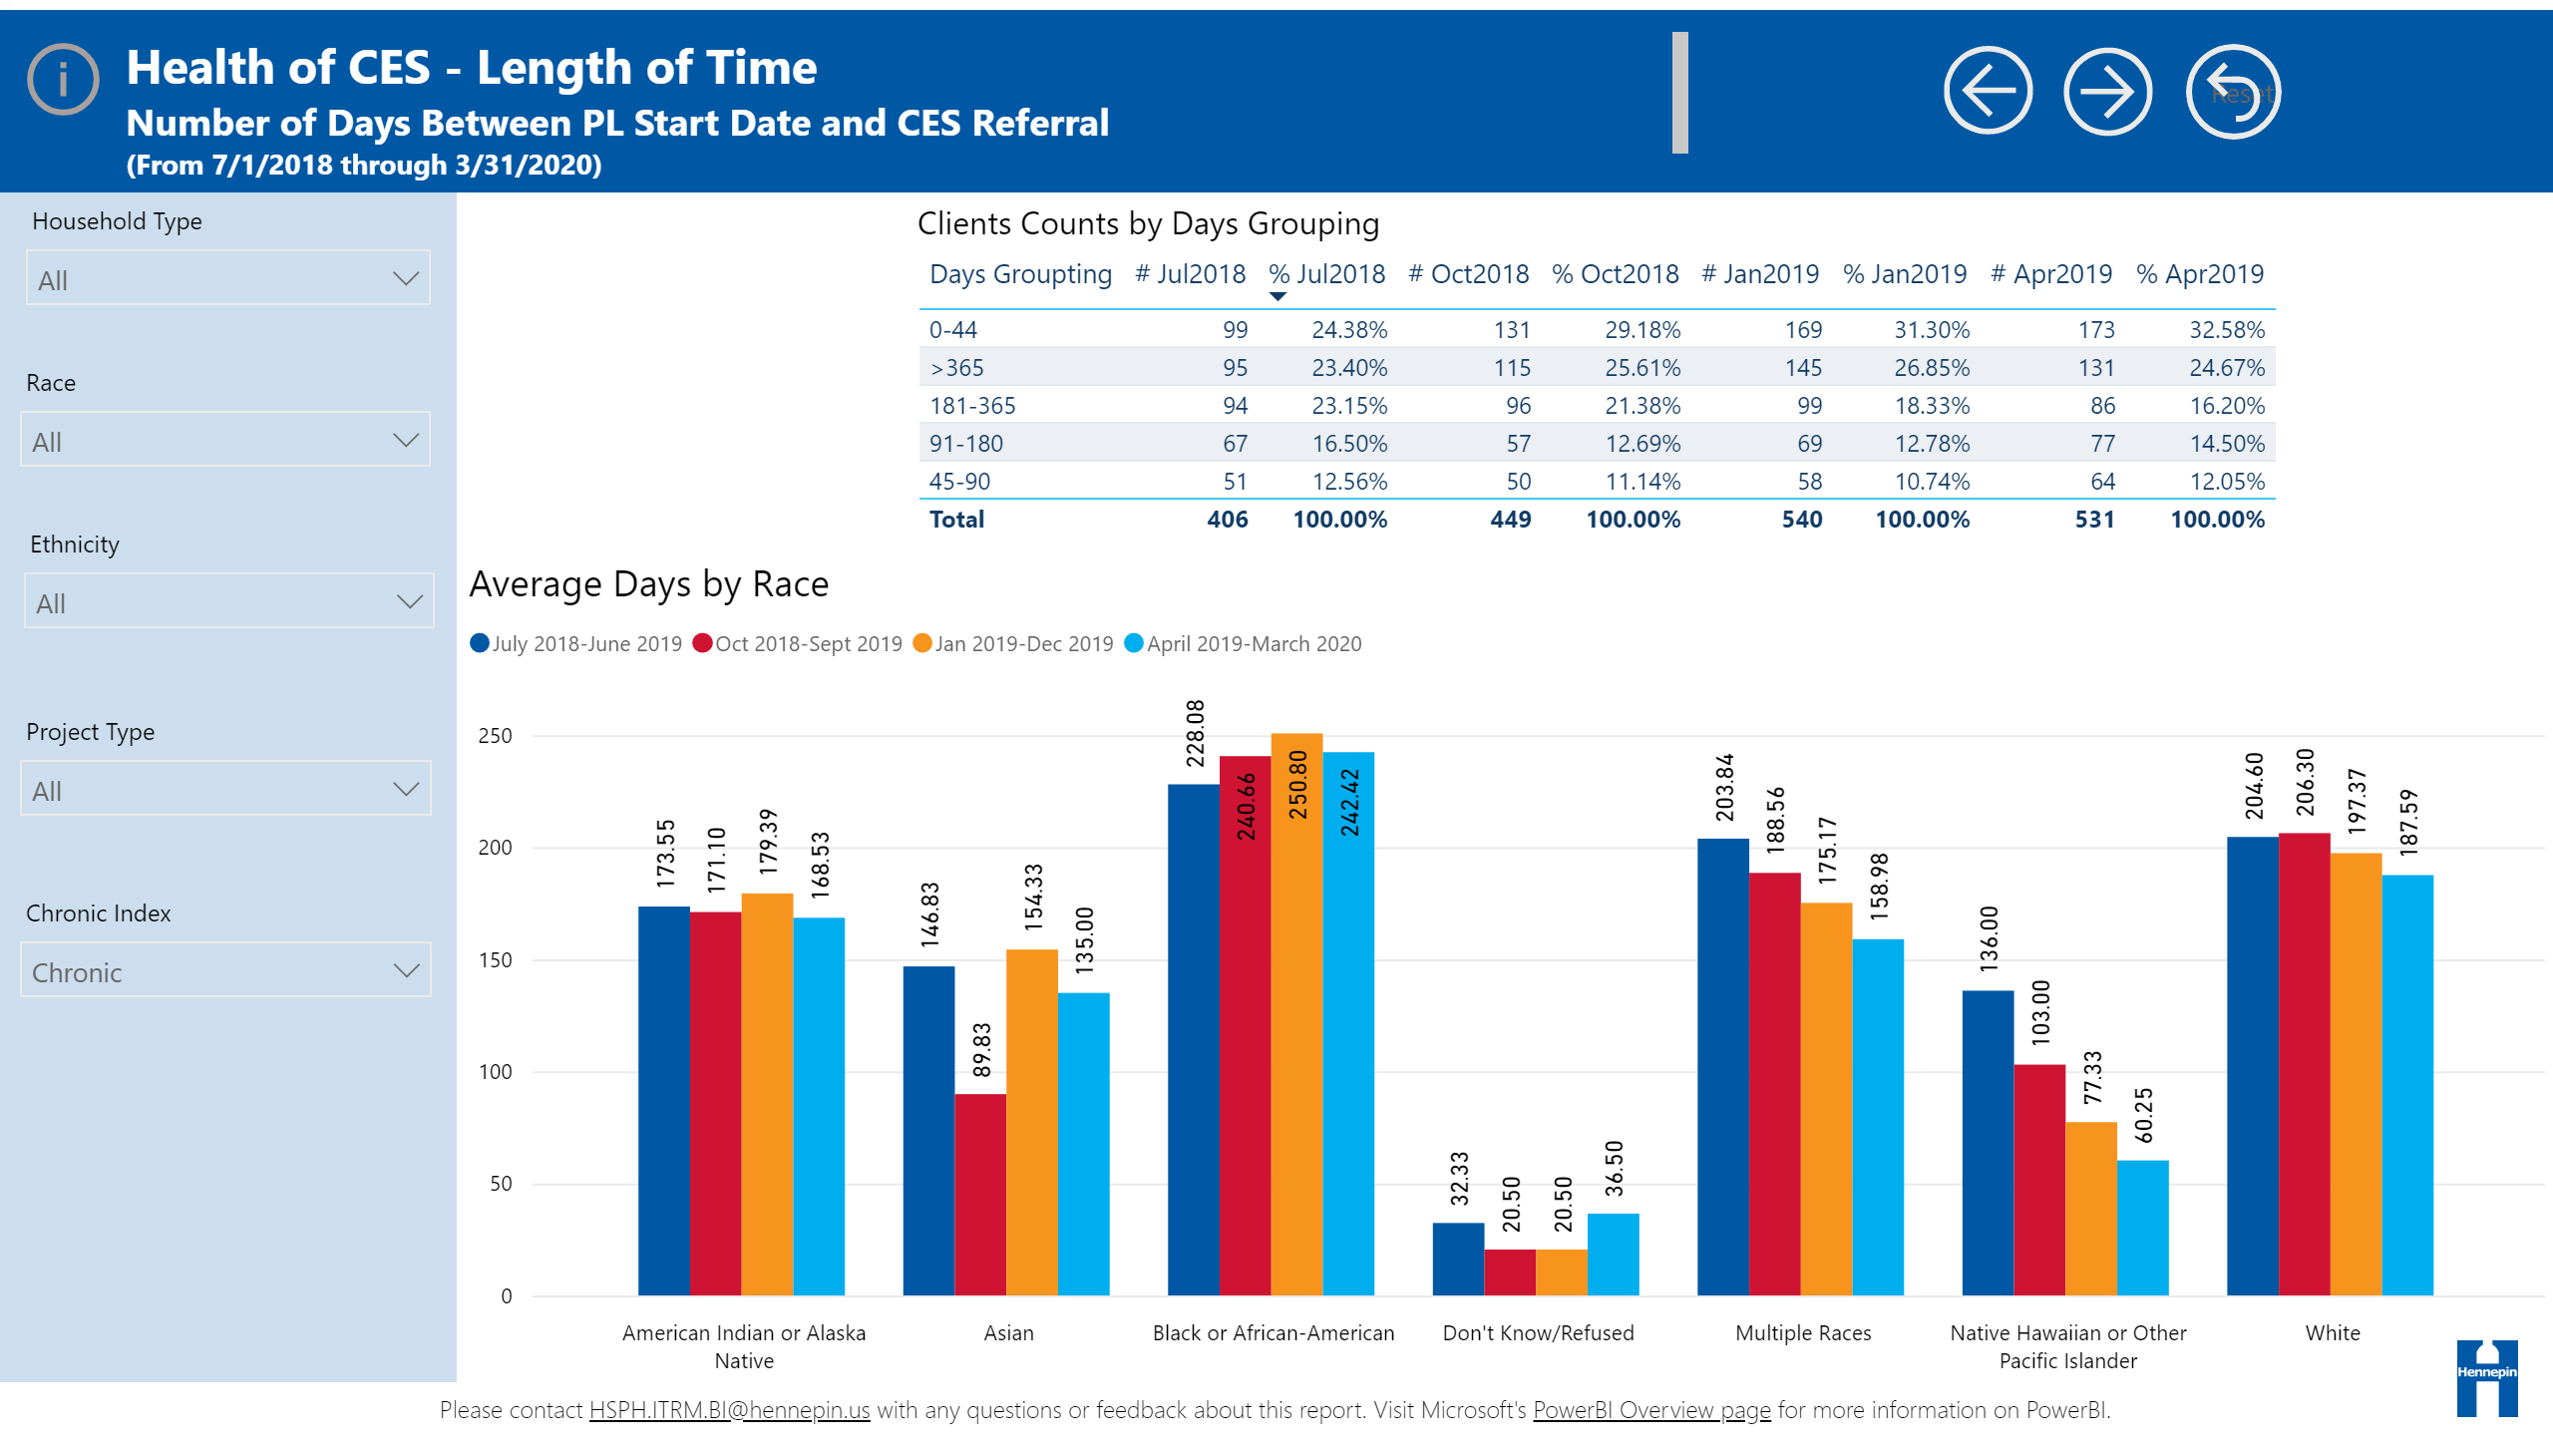 Health of CES - Length of Time
Number of Days Between PL Start Date and CES Referral
(From 7/1/2018 through 3/31/2020)
Reset
Household Type
All
Race
All
Ethnicity
All
Project Type
All
Chronic Index
Chronic
Clients Counts by Days Grouping
Days Groupting # Jul2018 % Jul2018 # Oct2018 % Oct2018 # Jan2019 % Jan2019 # Apr2019 % Apr2019
0-44 99 24.38% 131 29.18% 169 31.30% 173 32.58%
>365 95 23.40% 115 25.61% 145 26.85% 131 24.67%
181-365 94 23.15% 96 21.38% 99 18.33% 86 16.20%
91-180 67 16.50% 57 12.69% 69 12.78% 77 14.50%
45-90 51 12.56% 50 11.14% 58 10.74% 64 12.05%
Total 406 100.00% 449 100.00% 540 100.00% 531 100.00%
Average Days by Race
July 2018-June 2019 Oct 2018-Sept 2019 Jan 2019-Dec 2019 April 2019-March 2020
250
200
150
100
50
0
173.55 171.10 179.39 168.53
146.83 89.83 154.33 135.00
228.08 240.66 250.80 242.42
32.33 20.50 20.50 36.50
203.84 188.56 175.17 158.98
136.00 103.00 77.33 60.25
204.60 206.30 197.37 187.59
American Indian or Alaska
Native
Asian
Black or African-American
Don't Know/Refused
Multiple Races
Native Hawaiian or Other
Pacific Islander
White
Hennepin
Please contact HSPH.ITRM.BI@hennepin.us with any questions or feedback about this report. Visit Microsoft's PowerBI Overview page for more information on PowerBI.